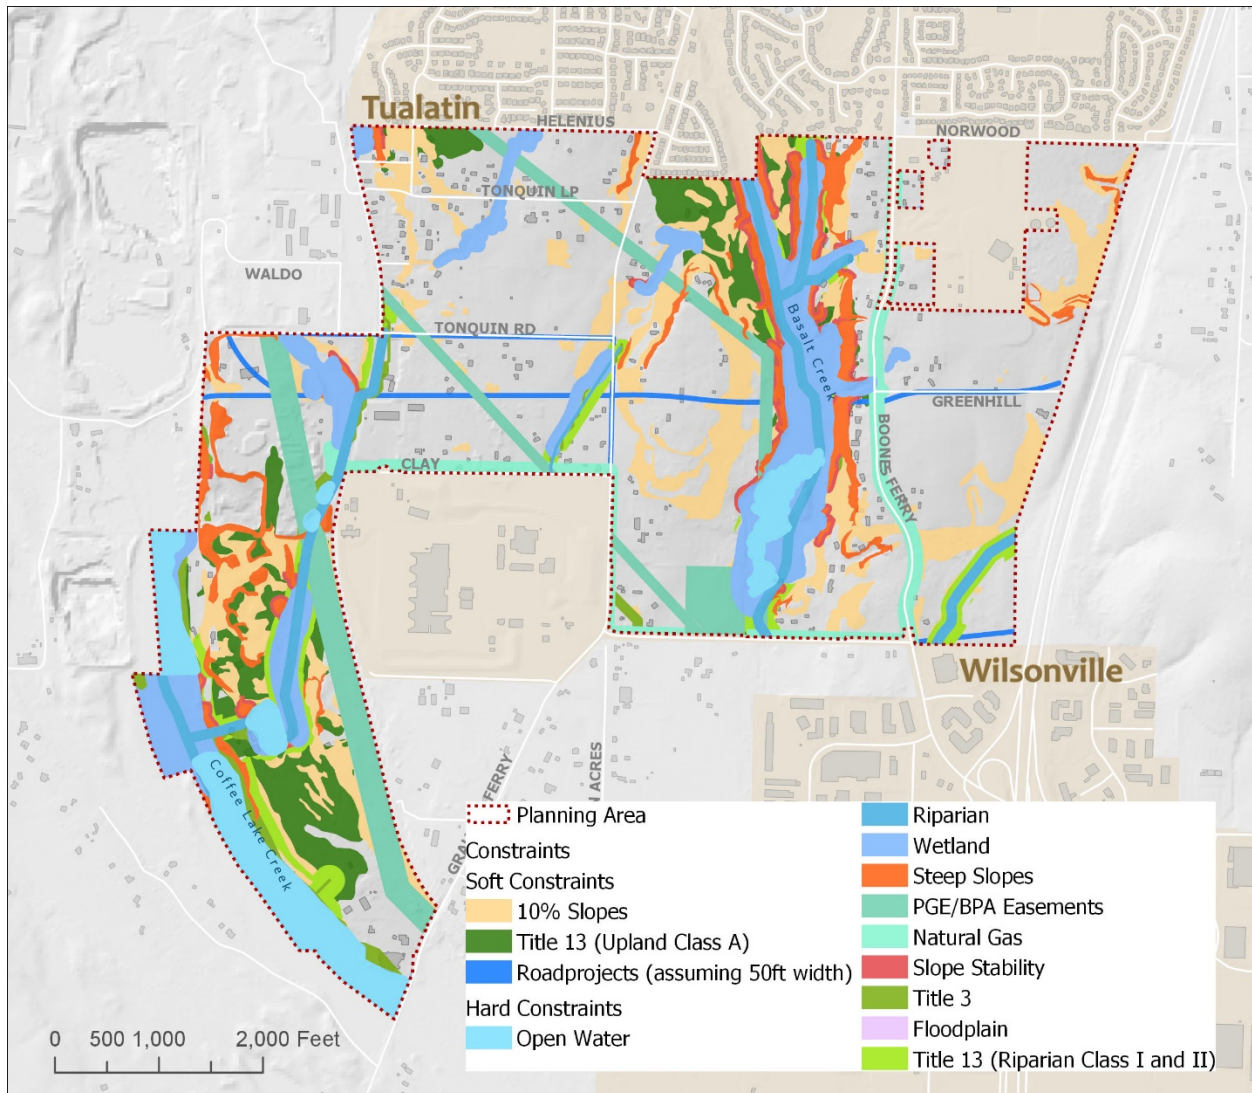 Tualatin
HELENIUS
NORWOOD
TONQUIN LP
WALDO
TONQUIN RD
Basalt Creek
GREENHILL
BOONES FERRY
CLAY
Wilsonville
Coffee Lake Creek
FERRY
ACRES
Planning Area
Constraints
Soft Constraints
10% Slopes
Title 13 (Upland Class A)
Roadprojects (assuming 50ft width)
Hard Constraints
Open Water
Riparian
Wetland
Steep Slopes
PGE/BPA Easements
Natural Gas
Slope Stability
Title 3
Floodplain
Title 13 (Riparian Class I and II)
0 500 1,000 2,000 Feet